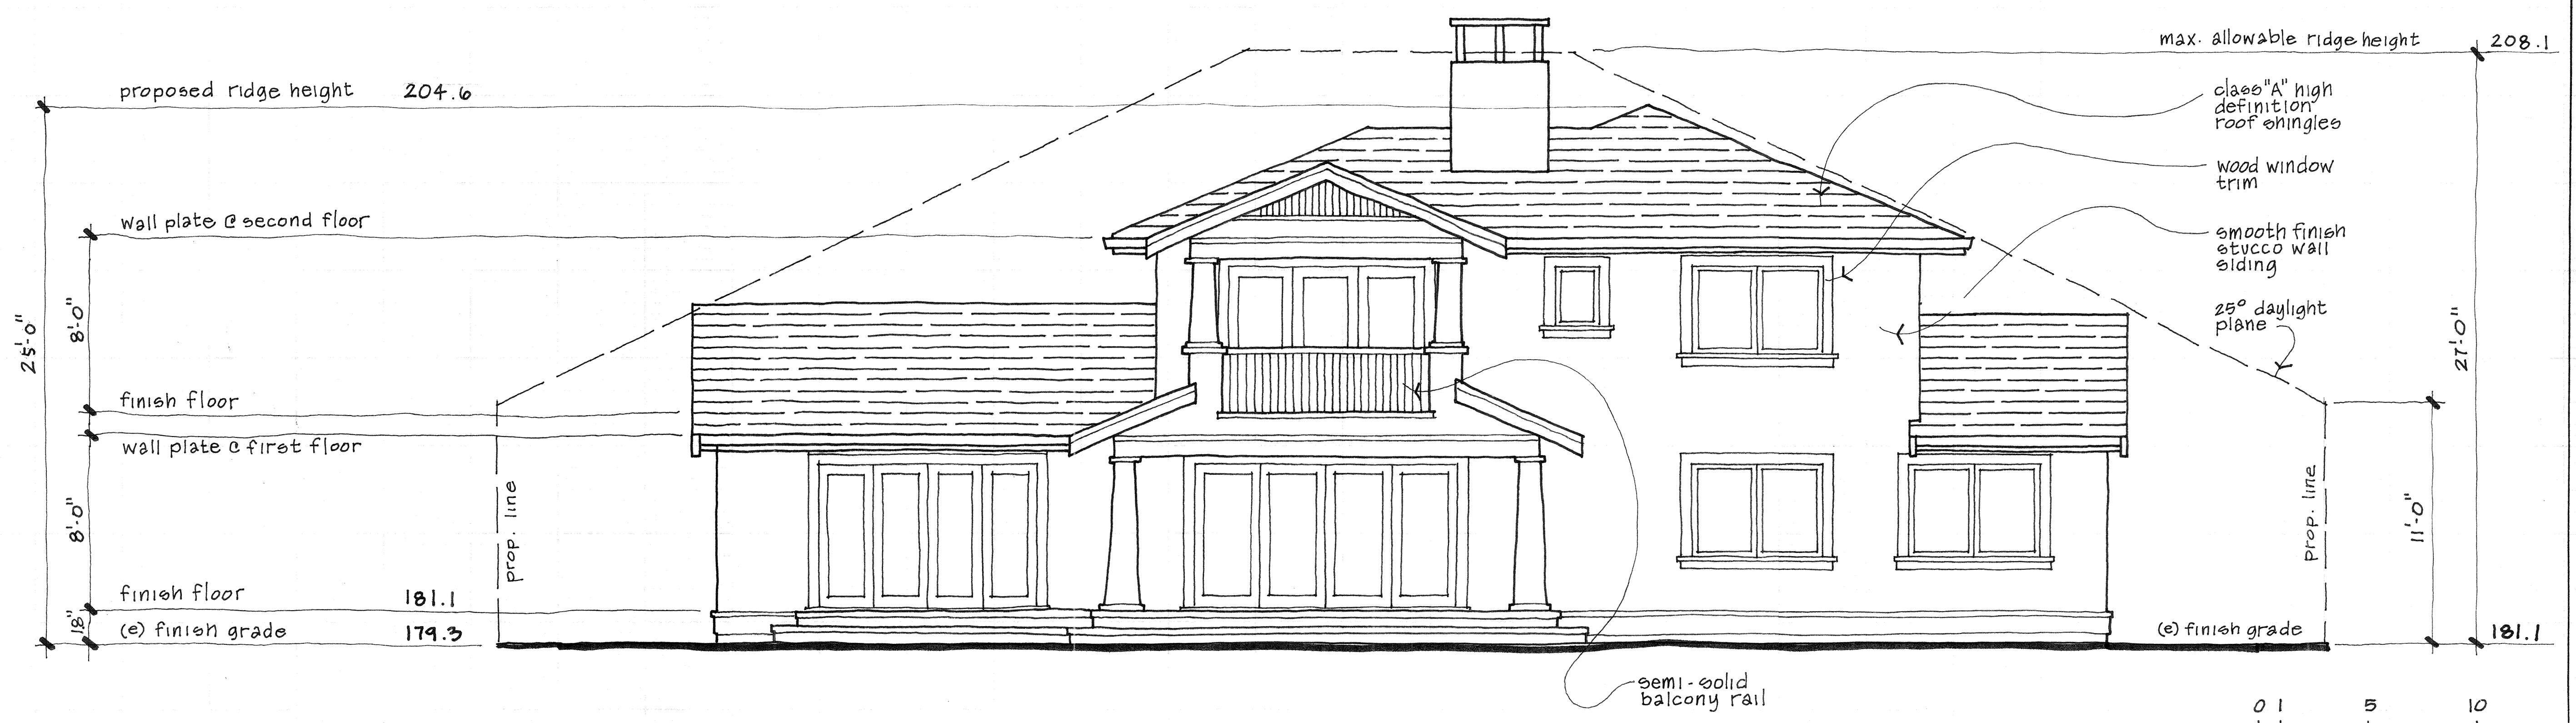 max. allowable ridge height 208.1
proposed ridge height 204.6
class "A" high
definition
roof shingles
wood window
trim
wall plate @ second floor
smooth finish
stucco wall
siding
25° daylight
plane
25'-0"
8'-0"
27'-0"
finish floor
wall plate @ first floor
8'-0"
prop. line
prop. line
11'-0"
finish floor 181.1
18"
(e) finish grade 179.3
(e) finish grade 181.1
semi-solid
balcony rail
0 1 5 10